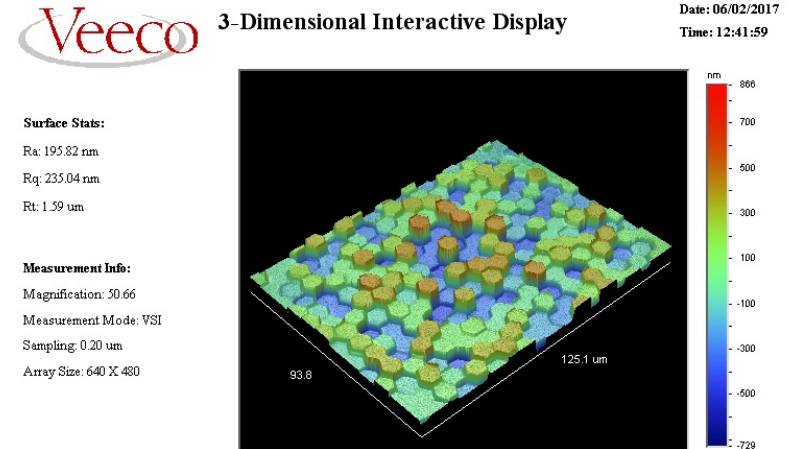 Veeco
3-Dimensional Interactive Display
Date: 06/02/2017
Time: 12:41:59
Surface Stats:
Ra: 195.82 nm
Rq: 235.04 nm
Rt: 1.59 um
Measurement Info:
Magnification: 50.66
Measurement Mode: VSI
Sampling: 0.20 um
Array Size: 640 X 480
93.8
125.1 um
nm
866
700
500
300
100
-100
-300
-500
-729